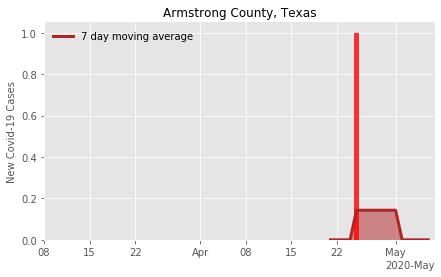 Armstrong County, Texas
7 day moving average
New Covid-19 Cases
1.0
0.8
0.6
0.4
0.2
0.0
08 15 22 Apr 08 15 22 May
2020-May